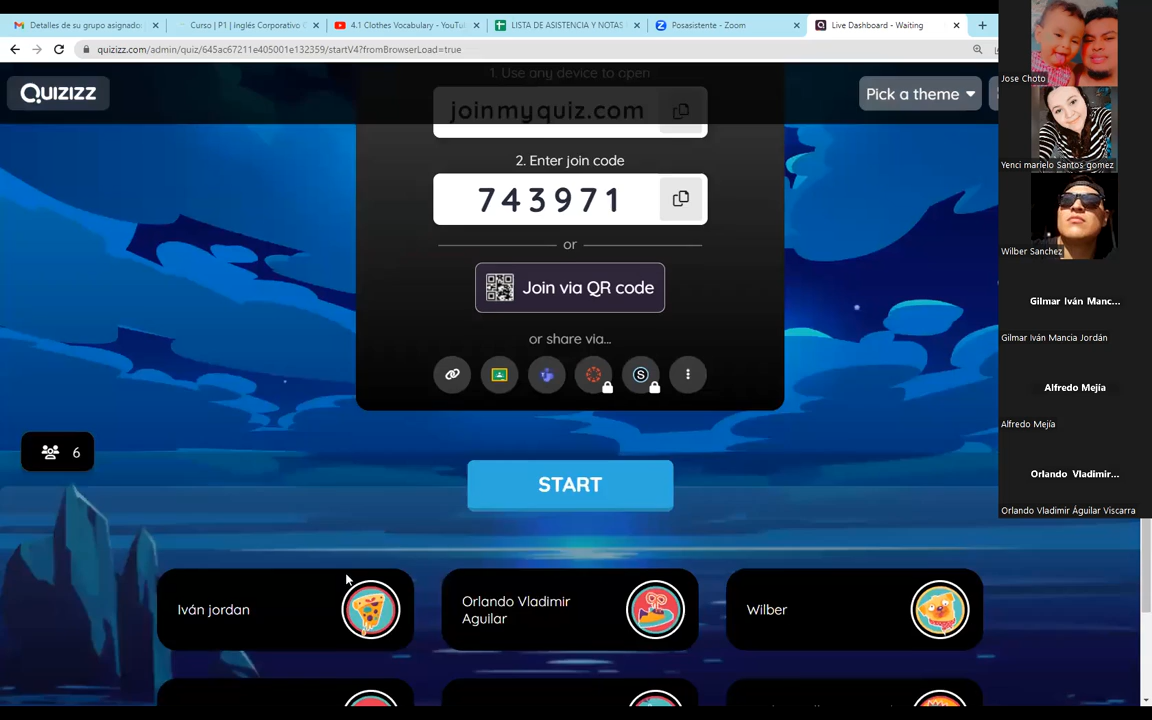 Detalles de su grupo asignado
Curso | P1 | Inglés Corporativo
4.1 Clothes Vocabulary - YouTu
LISTA DE ASISTENCIA Y NOTAS
Posasistente - Zoom
Live Dashboard - Waiting
quizizz.com/admin/quiz/645ac67211e405001e132359/startV4?fromBrowserLoad=true
Quizizz
Pick a theme
1. Use any device to open
joinmyquiz.com
2. Enter join code
743971
or
Join via QR code
or share via...
S
6
START
Iván jordan
Orlando Vladimir
Aguilar
Wilber
Jose Choto
Yenci marielo Santos gomez
Wilber Sanchez
Gilmar Iván Manc...
Gilmar Iván Mancia Jordán
Alfredo Mejía
Alfredo Mejía
Orlando Vladimir...
Orlando Vladimir Águilar Viscarra